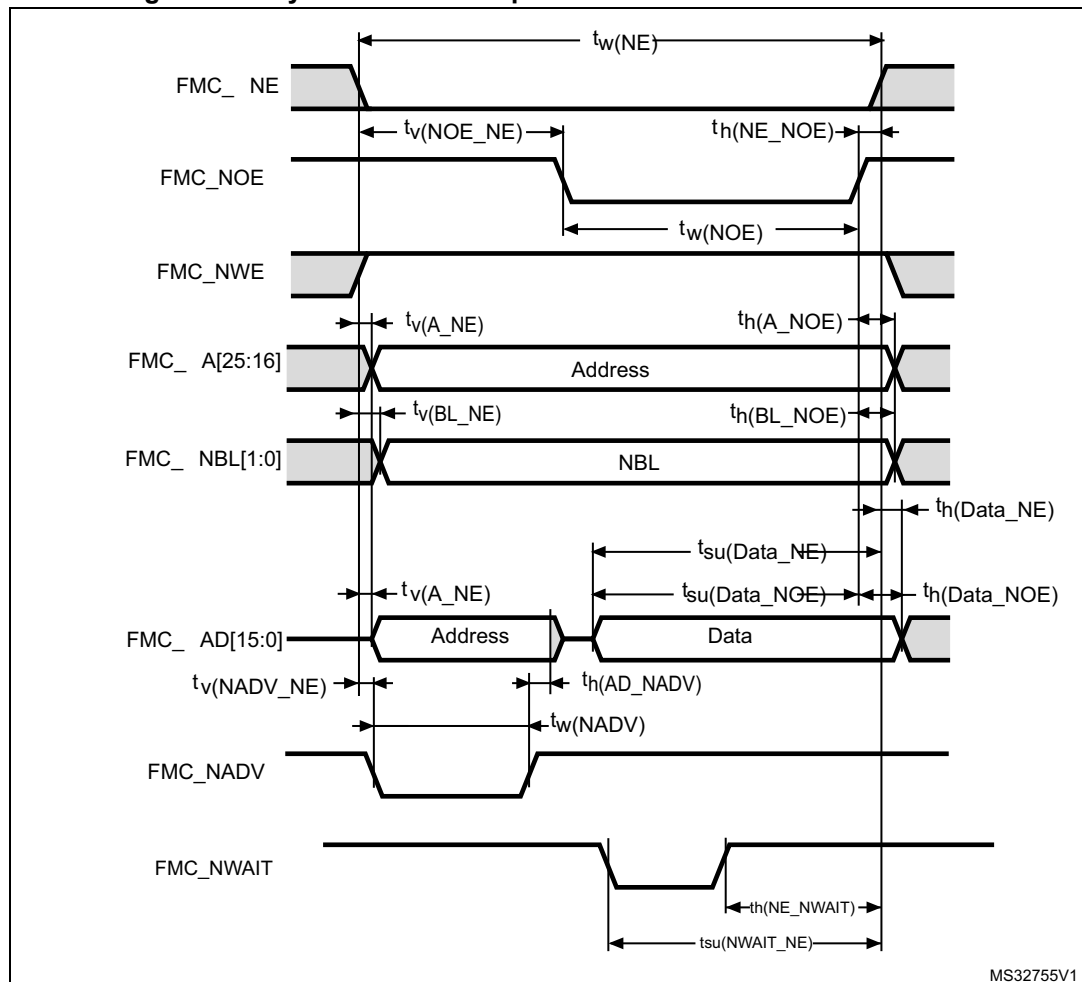 tw(NE)
FMC_ NE
tv(NOE_NE)
th(NE_NOE)
FMC_NOE
tw(NOE)
FMC_NWE
tv(A_NE)
th(A_NOE)
FMC_ A[25:16]
Address
tv(BL_NE)
th(BL_NOE)
FMC_ NBL[1:0]
NBL
th(Data_NE)
tsu(Data_NE)
tv(A_NE)
tsu(Data_NOE)
th(Data_NOE)
FMC_ AD[15:0]
Address
Data
tv(NADV_NE)
th(AD_NADV)
tw(NADV)
FMC_NADV
FMC_NWAIT
th(NE_NWAIT)
tsu(NWAIT_NE)
MS32755V1